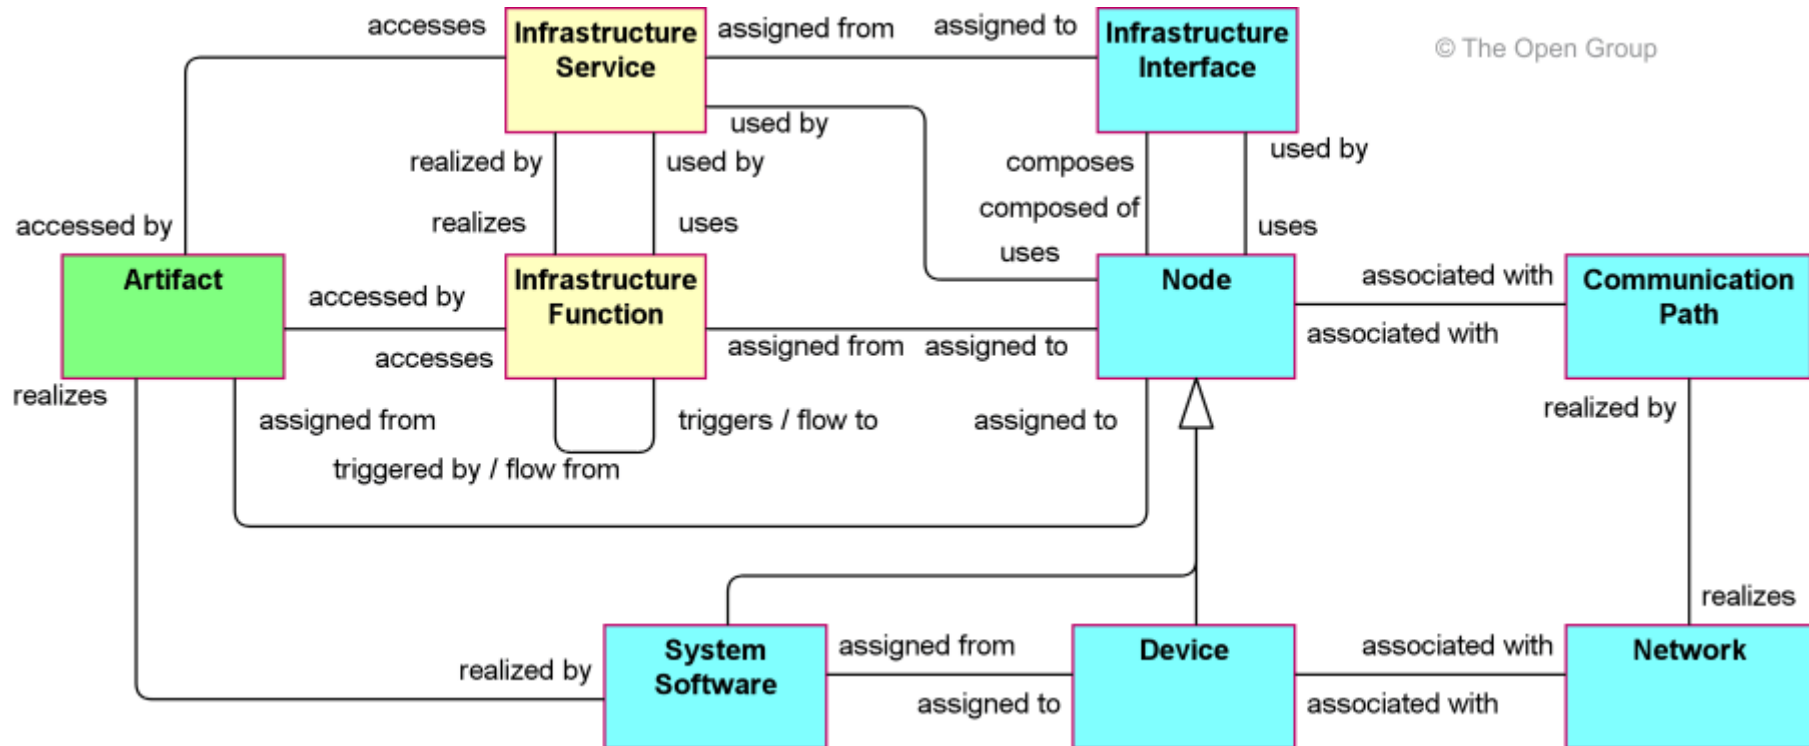 accesses
Infrastructure
Service
assigned from
assigned to
Infrastructure
Interface
© The Open Group
used by
realized by
used by
composes
used by
realizes
uses
composed of
uses
accessed by
uses
Artifact
accessed by
Infrastructure
Function
Node
associated with
Communication
Path
accesses
assigned from
assigned to
associated with
realizes
assigned from
triggers / flow to
assigned to
realized by
triggered by / flow from
realizes
realized by
System
Software
assigned from
assigned to
Device
associated with
associated with
Network